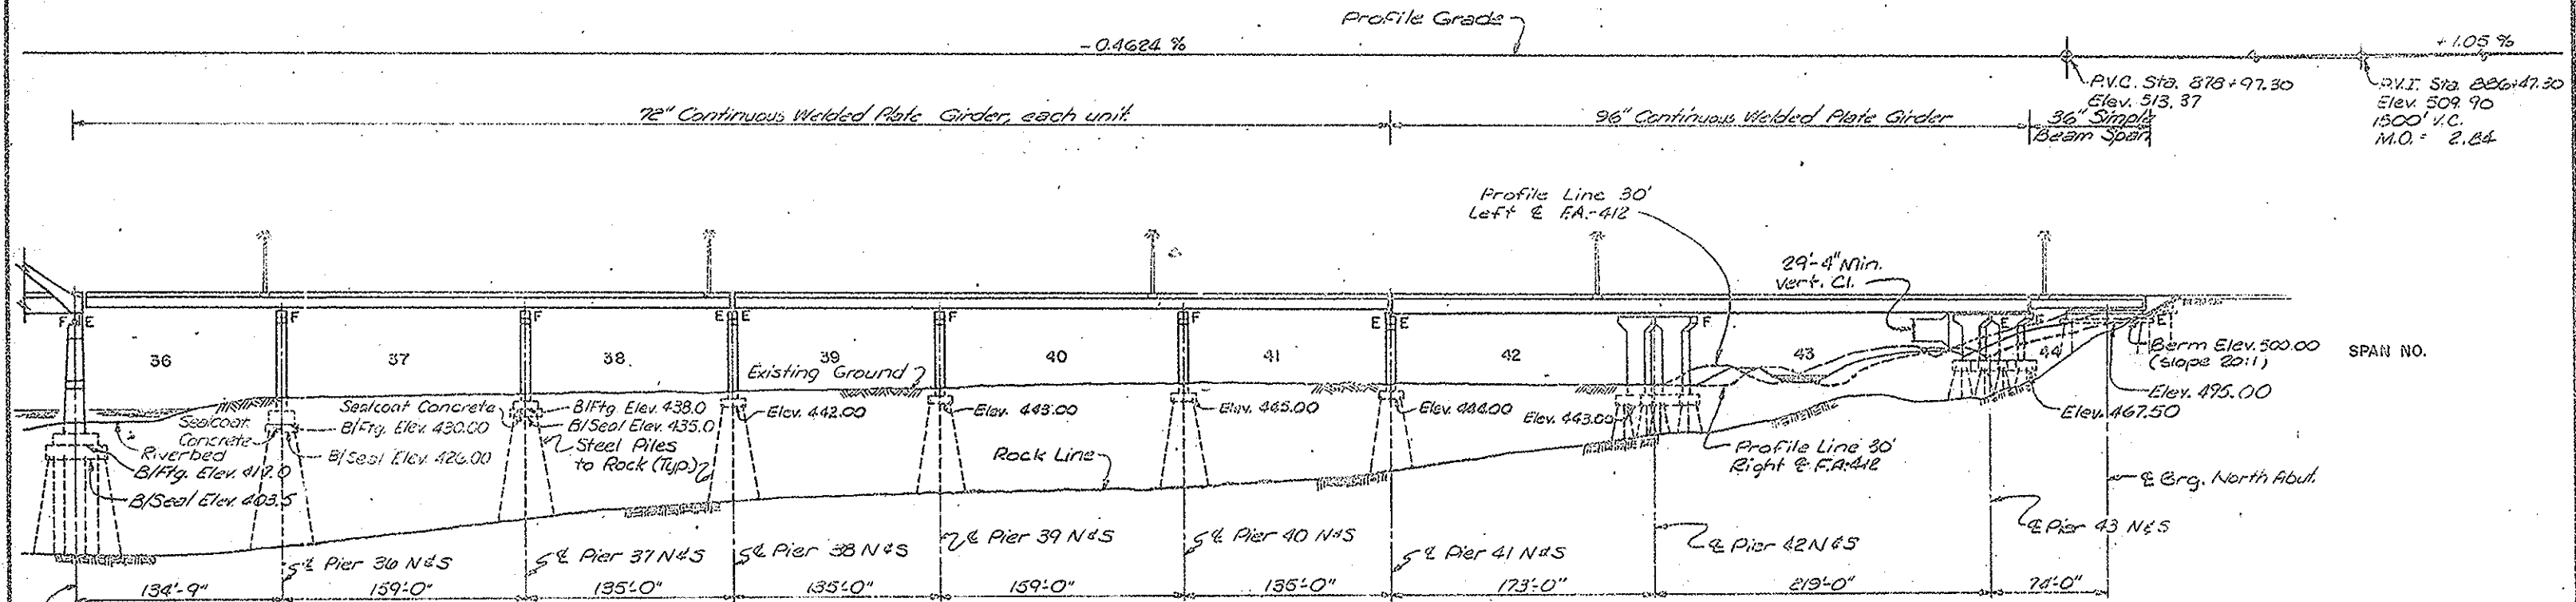 Profile Grade
-0.4624 %
+1.05 %
P.V.C. Sta. 878+97.30
Elev. 513.37
P.V.I. Sta. 886+47.30
Elev. 509.90
1500' V.C.
M.O. = 2.84
72" Continuous Welded Plate Girder, each unit
96" Continuous Welded Plate Girder
36" Simple
Beam Span
Profile Line 30'
Left ℄ F.A.-412
29'-4" Min.
Vert. Cl.
F E
F
F
E E
F
F
E E
F
E
E
36
37
38
39
40
41
42
43
44
SPAN NO.
Existing Ground
Berm Elev. 500.00
(slope 20:1)
Elev. 495.00
Elev. 467.50
Sealcoat
Concrete
Riverbed
B/Ftg. Elev. 430.00
B/Seal Elev. 426.00
Sealcoat Concrete
B/Ftg. Elev. 438.0
B/Seal Elev. 435.0
Steel Piles
to Rock (Typ.)
Elev. 442.00
Elev. 443.00
Elev. 445.00
Elev. 444.00
Elev. 443.00
B/Ftg. Elev.
B/Seal Elev. 403.5
Rock Line
Profile Line 30'
Right ℄ F.A.-412
℄ Brg. North Abut.
℄ Pier 36 N&S
℄ Pier 37 N&S
℄ Pier 38 N&S
℄ Pier 39 N&S
℄ Pier 40 N&S
℄ Pier 41 N&S
℄ Pier 42 N&S
℄ Pier 43 N&S
134'-9"
159'-0"
135'-0"
135'-0"
159'-0"
135'-0"
173'-0"
219'-0"
74'-0"